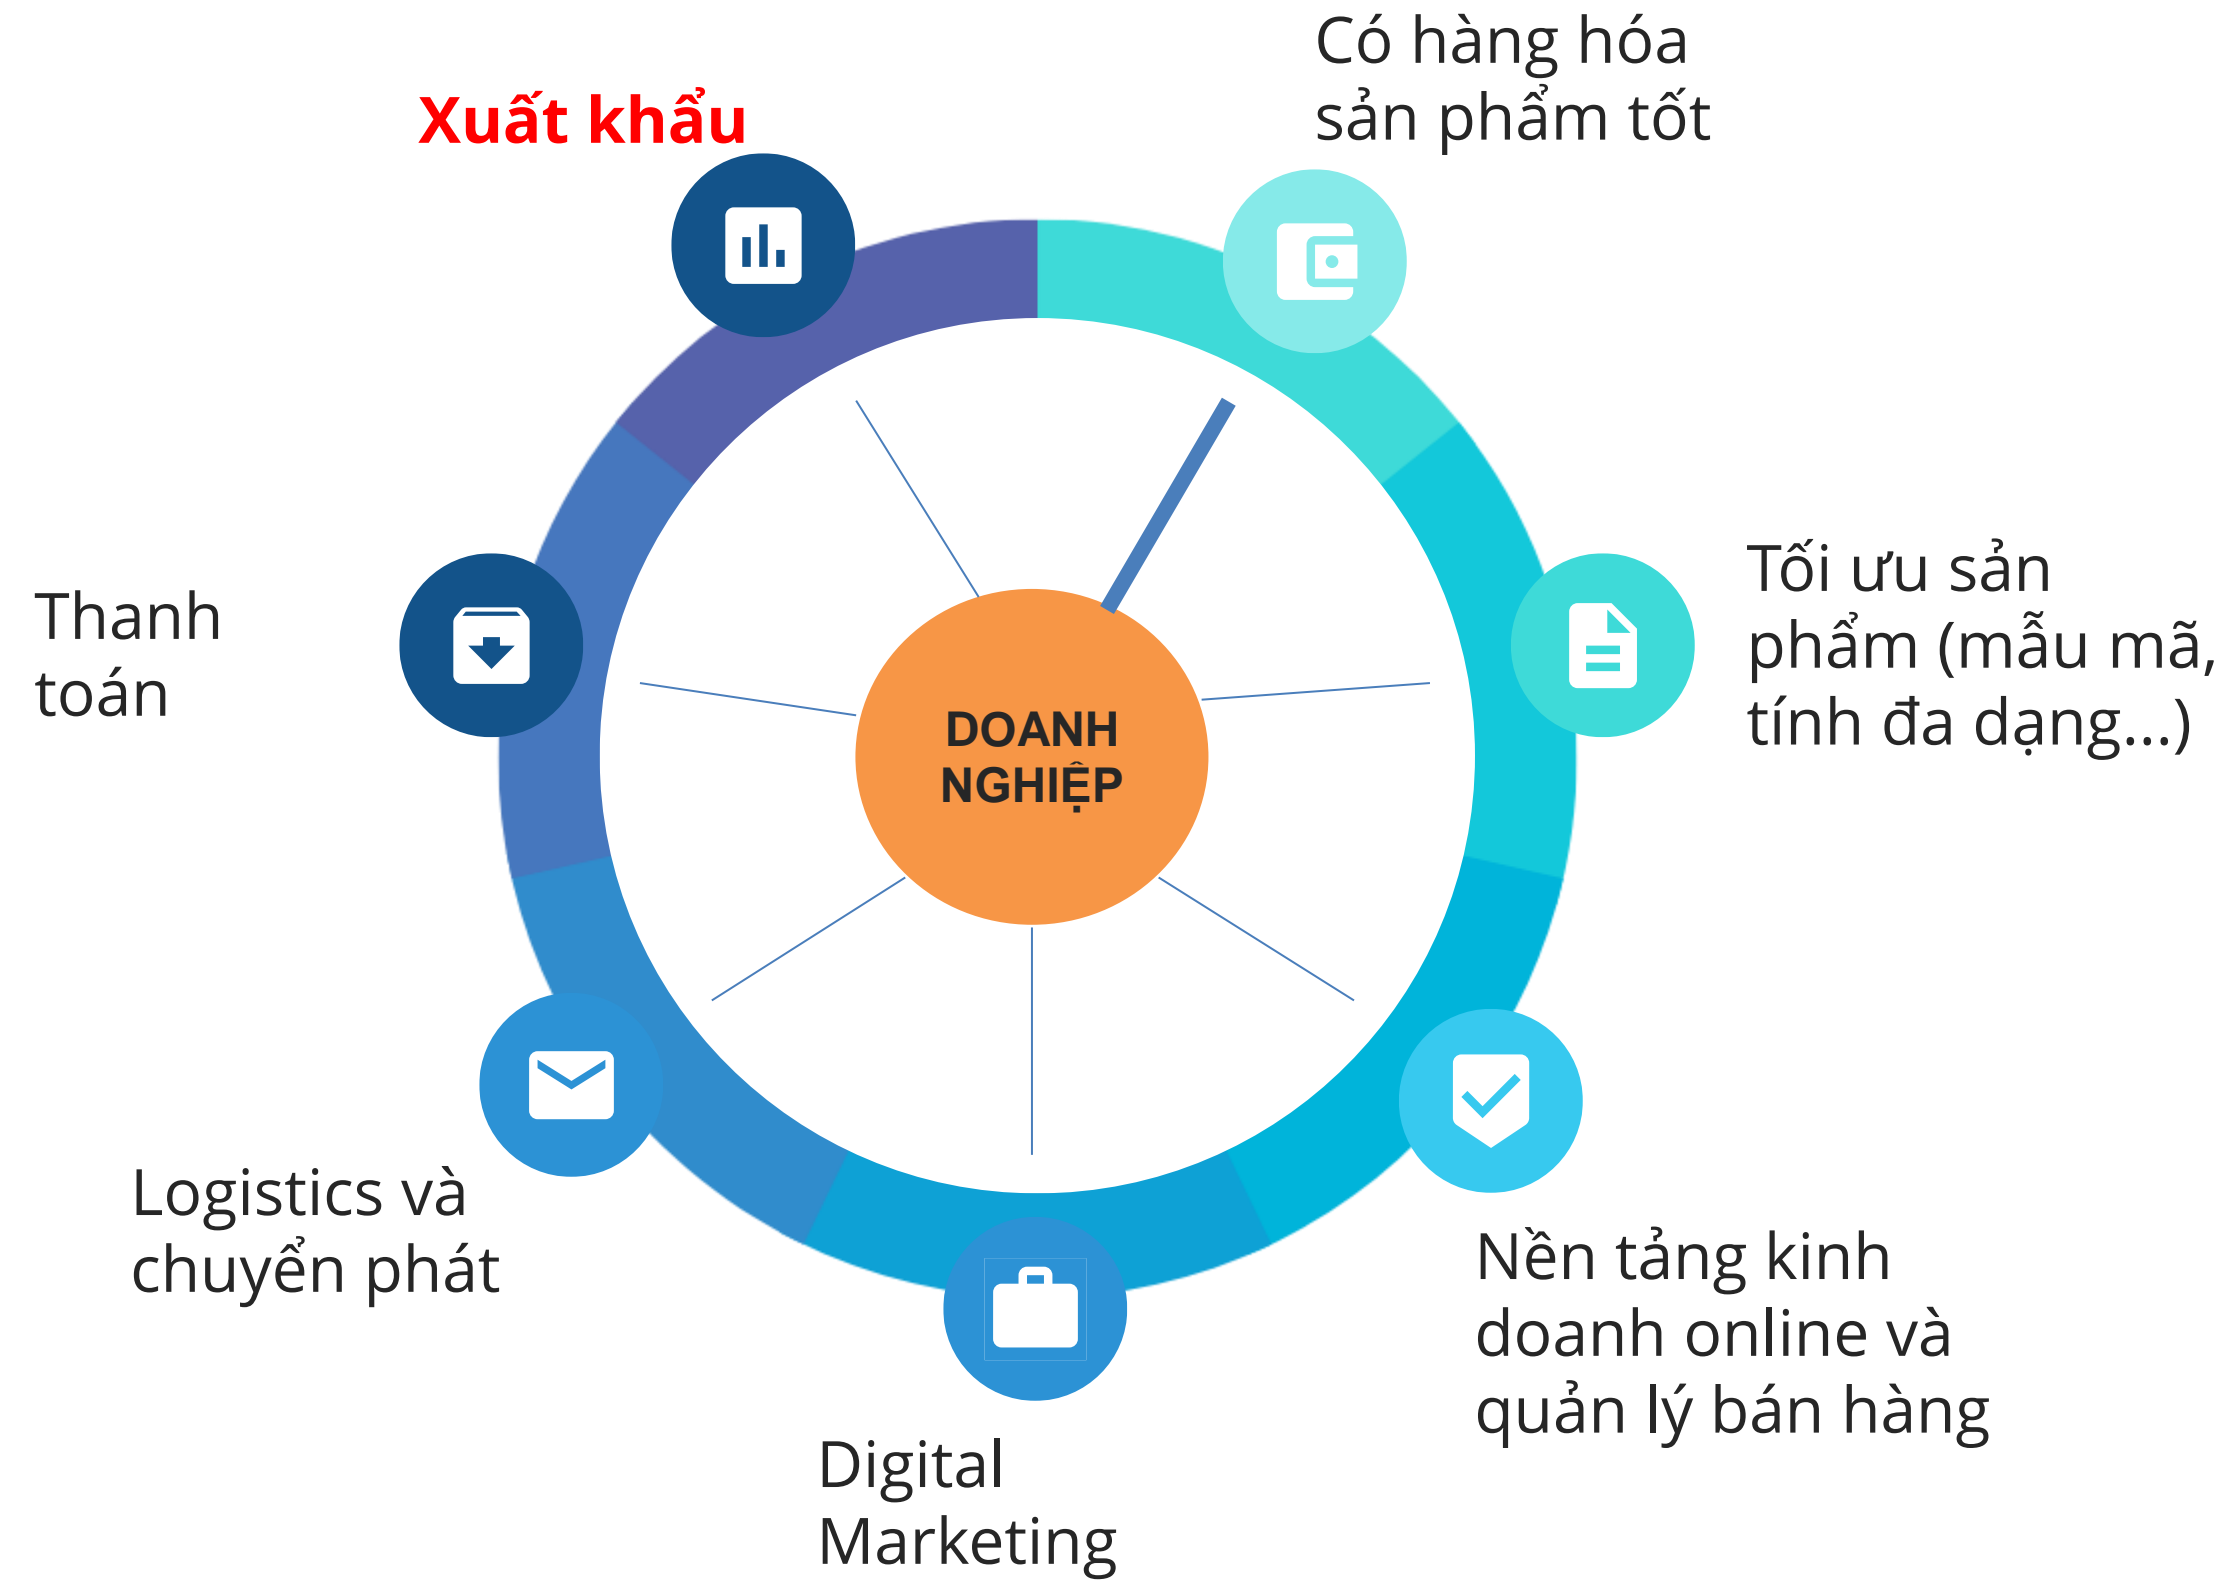 Có hàng hóa
sản phẩm tốt
Xuất khẩu
Tối ưu sản
phẩm (mẫu mã,
tính đa dạng...)
Thanh
toán
DOANH
NGHIỆP
Logistics và
chuyển phát
Nền tảng kinh
doanh online và
quản lý bán hàng
Digital
Marketing